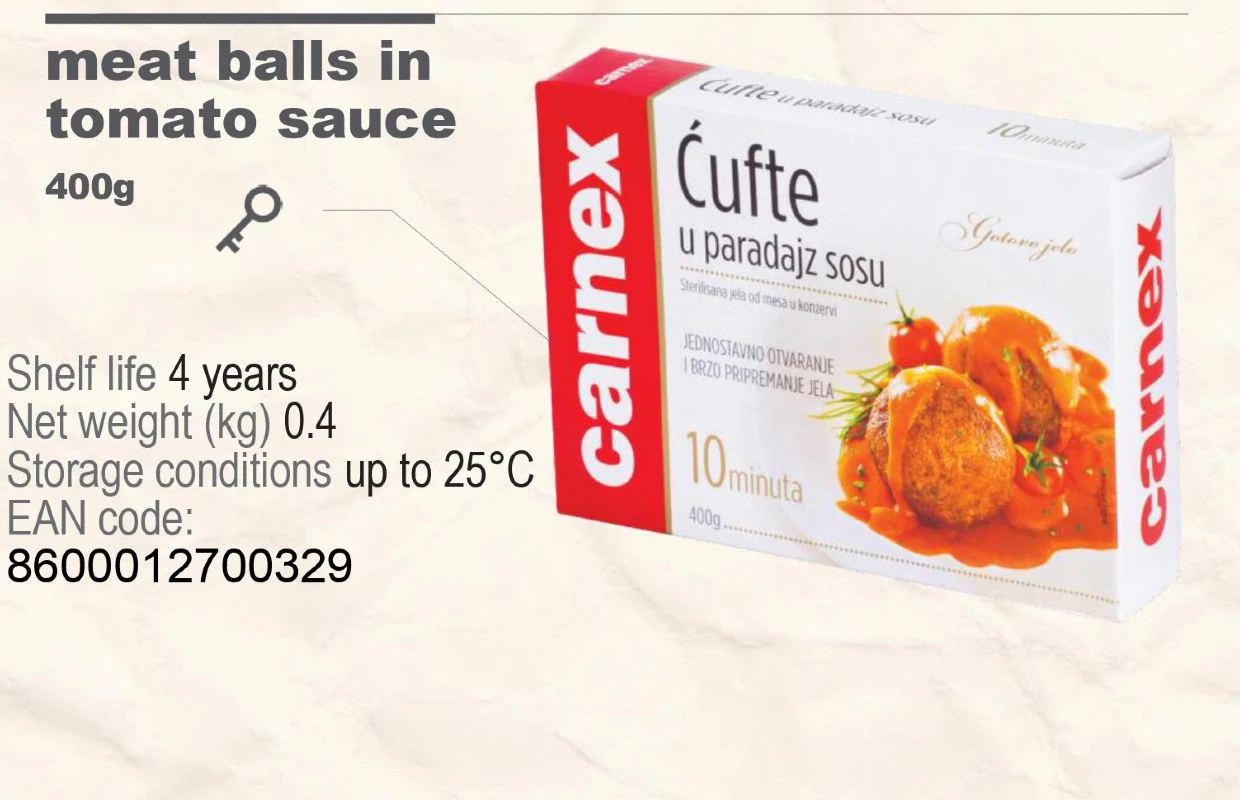 meat balls in
tomato sauce
400g
Shelf life 4 years
Net weight (kg) 0.4
Storage conditions up to 25°C
EAN code:
8600012700329
carnex
Ćufte u paradajz sosu
10 minuta
carnex
Ćufte
u paradajz sosu
Sterilisana jela od mesa u konzervi
Gotovo jelo
JEDNOSTAVNO OTVARANJE
I BRZO PRIPREMANJE JELA
10 minuta
400g
carnex